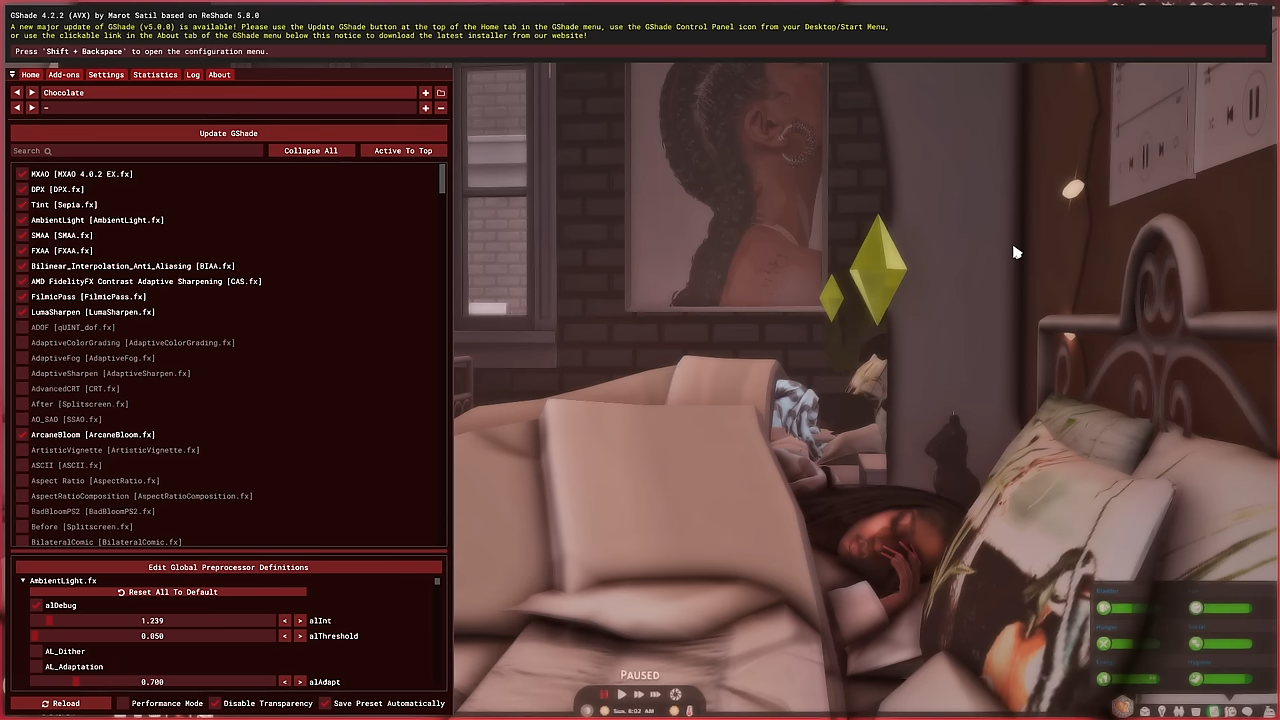 GShade 4.2.2 (AVX) by Marot Satil based on ReShade 5.8.0
A new major update of GShade (v5.0.0) is available! Please use the Update GShade button at the top of the Home tab in the GShade menu, use the GShade Control Panel icon from your Desktop/Start Menu,
or use the clickable link in the About tab of the GShade menu below this notice to download the latest installer from our website!
Press 'Shift + Backspace' to open the configuration menu.
Home Add-ons Settings Statistics Log About
Chocolate
Update GShade
Search Collapse All Active To Top
MXAO [MXAO 4.0.2 EX.fx]
DPX [DPX.fx]
Tint [Sepia.fx]
AmbientLight [AmbientLight.fx]
SMAA [SMAA.fx]
FXAA [FXAA.fx]
Bilinear_Interpolation_Anti_Aliasing [BIAA.fx]
AMD FidelityFX Contrast Adaptive Sharpening [CAS.fx]
FilmicPass [FilmicPass.fx]
LumaSharpen [LumaSharpen.fx]
ADOF [qUINT_dof.fx]
AdaptiveColorGrading [AdaptiveColorGrading.fx]
AdaptiveFog [AdaptiveFog.fx]
AdaptiveSharpen [AdaptiveSharpen.fx]
AdvancedCRT [CRT.fx]
After [Splitscreen.fx]
AO_SAO [SSAO.fx]
ArcaneBloom [ArcaneBloom.fx]
ArtisticVignette [ArtisticVignette.fx]
ASCII [ASCII.fx]
Aspect Ratio [AspectRatio.fx]
AspectRatioComposition [AspectRatioComposition.fx]
BadBloomPS2 [BadBloomPS2.fx]
Before [Splitscreen.fx]
BilateralComic [BilateralComic.fx]
Edit Global Preprocessor Definitions
AmbientLight.fx
Reset All To Default
alDebug
1.239 < > alInt
0.050 < > alThreshold
AL_Dither
AL_Adaptation
0.700 < > alAdapt
Reload Performance Mode Disable Transparency Save Preset Automatically
PAUSED
Sun. 8:02 AM
Bladder
Hunger
Energy
Hygiene